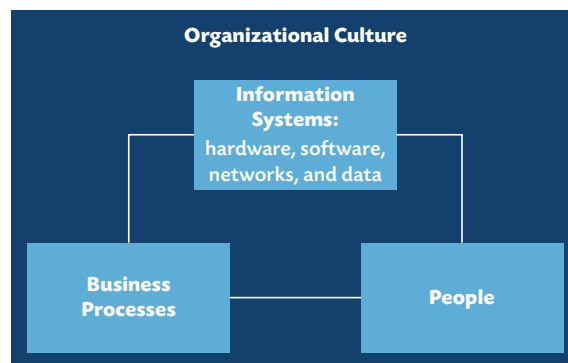 Organizational Culture
Information
Systems:
hardware, software,
networks, and data
Business
Processes
People